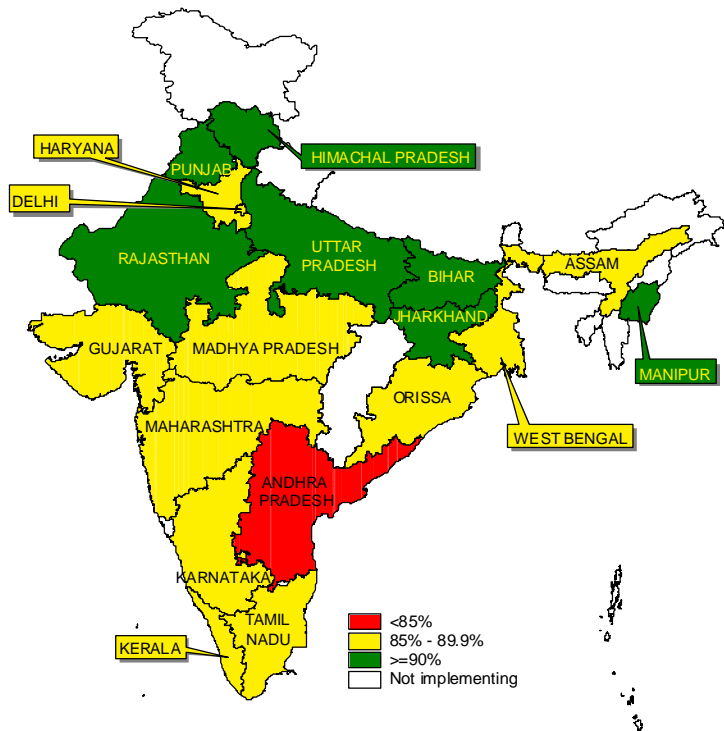 HARYANA
PUNJAB
HIMACHAL PRADESH
DELHI
RAJASTHAN
UTTAR
PRADESH
BIHAR
ASSAM
JHARKHAND
GUJARAT
MADHYA PRADESH
MANIPUR
ORISSA
MAHARASHTRA
WEST BENGAL
ANDHRA
PRADESH
KARNATAKA
TAMIL
NADU
KERALA
<85%
85% - 89.9%
>=90%
Not implementing